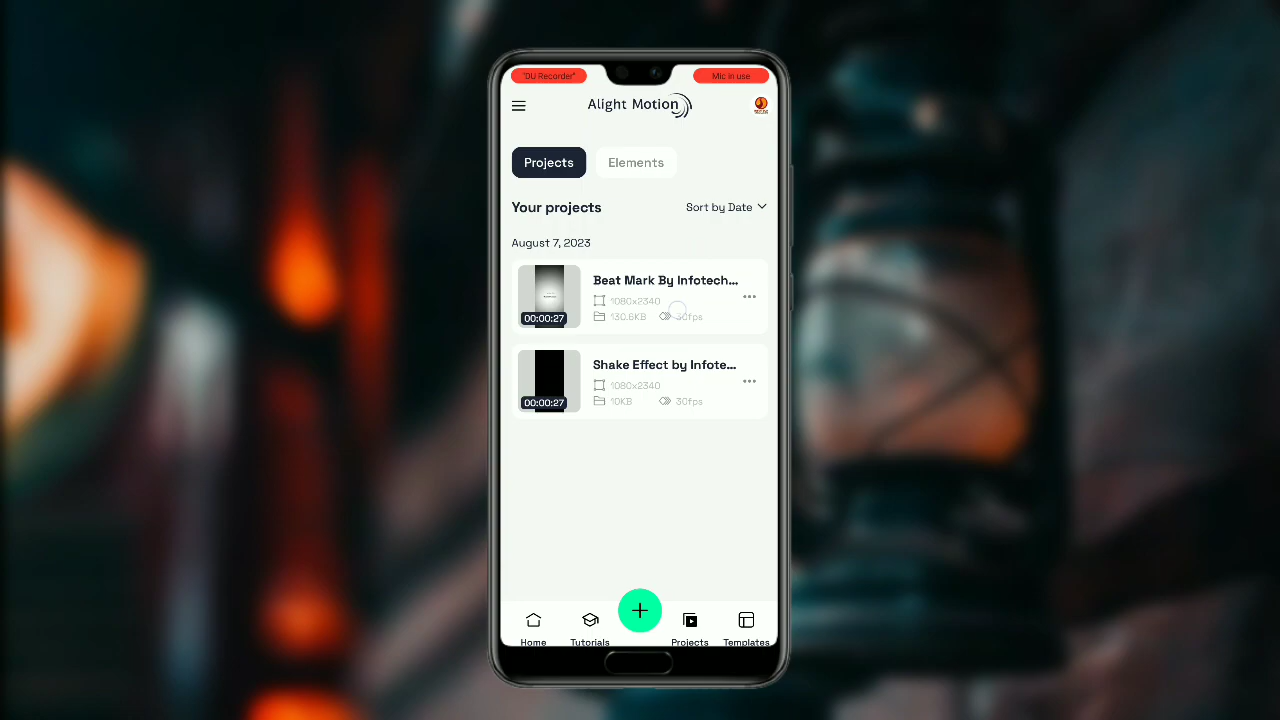 "DU Recorder"
Mic in use
Alight Motion
Projects
Elements
Your projects
Sort by Date
August 7, 2023
Beat Mark By Infotech...
1080x2340
130.6KB
30fps
00:00:27
Shake Effect by Infote...
1080x2340
10KB
30fps
00:00:27
Home
Tutorials
Projects
Templates